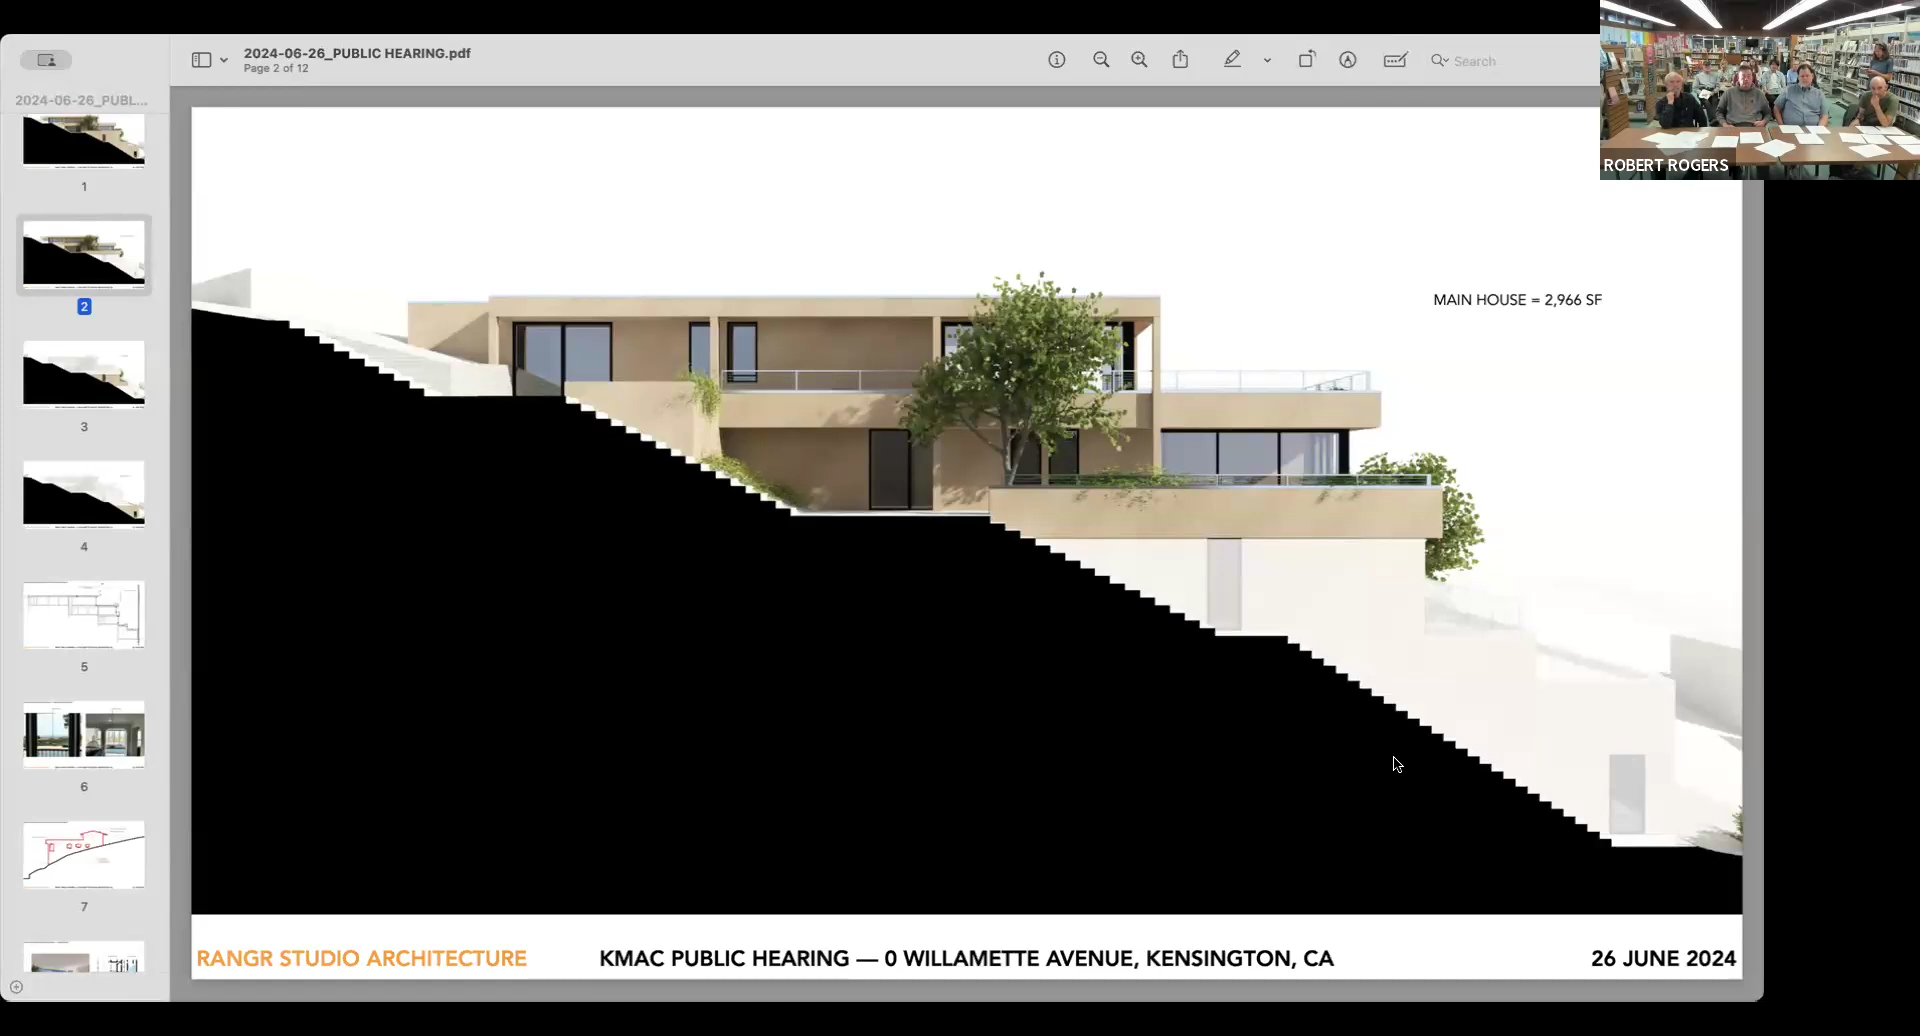 2024-06-26_PUBLIC HEARING.pdf
Page 2 of 12
Search
2024-06-26_PUBL...
1
2
3
4
5
6
7
ROBERT ROGERS
MAIN HOUSE = 2,966 SF
RANGR STUDIO ARCHITECTURE
KMAC PUBLIC HEARING — 0 WILLAMETTE AVENUE, KENSINGTON, CA
26 JUNE 2024